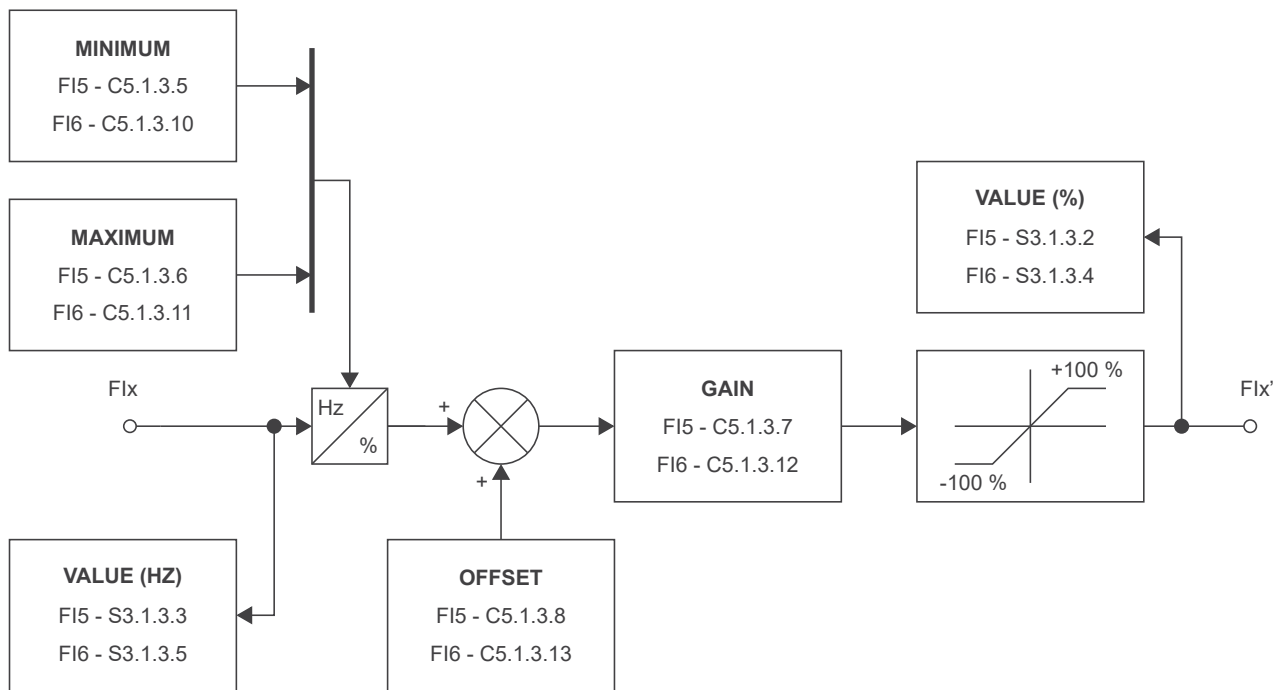 MINIMUM
FI5 - C5.1.3.5
FI6 - C5.1.3.10
MAXIMUM
FI5 - C5.1.3.6
FI6 - C5.1.3.11
VALUE (%)
FI5 - S3.1.3.2
FI6 - S3.1.3.4
FIx
Hz
%
+
+
GAIN
FI5 - C5.1.3.7
FI6 - C5.1.3.12
+100 %
-100 %
FIx’
VALUE (HZ)
FI5 - S3.1.3.3
FI6 - S3.1.3.5
OFFSET
FI5 - C5.1.3.8
FI6 - C5.1.3.13